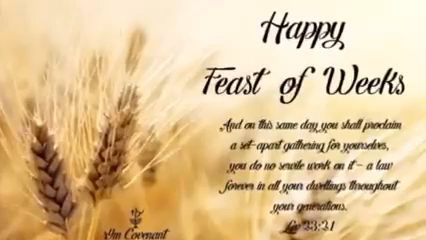 Happy
Feast of Weeks
And on this same day you shall proclaim
a set-apart gathering for yourselves,
you do no servile work on it – a law
forever in all your dwellings throughout
your generations.
Lev 23:21
Covenant